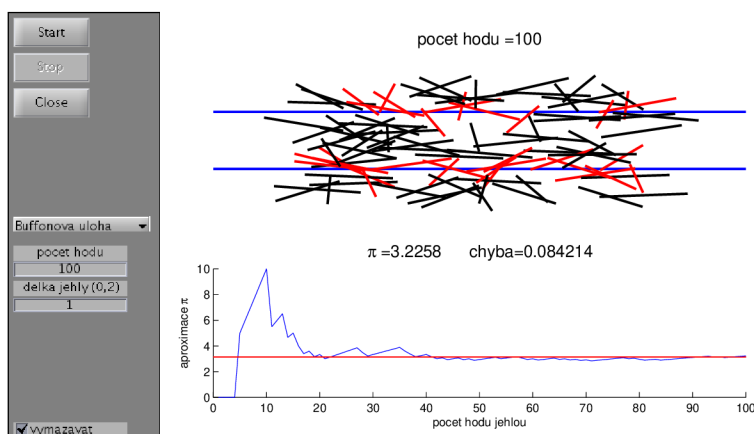 Start
Stop
Close
Buffonova uloha
pocet hodu
100
delka jehly (0,2)
1
vymazavat
pocet hodu =100
π =3.2258 chyba=0.084214
aproximace π
10
8
6
4
2
0
0 10 20 30 40 50 60 70 80 90 100
pocet hodu jehlou